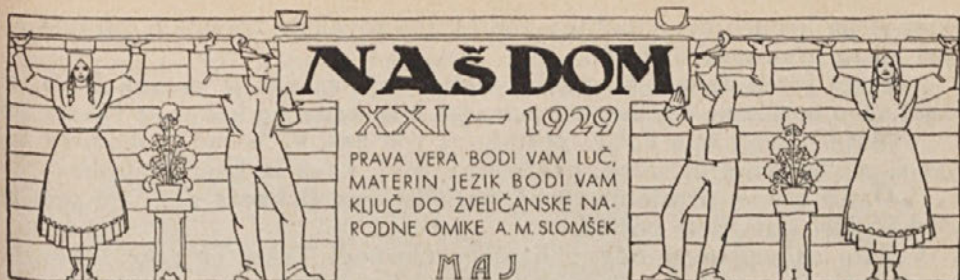 NAŠ DOM
XXI — 1929
PRAVA VERA BODI VAM LUČ,
MATERIN JEZIK BODI VAM
KLJUČ DO ZVELIČANSKE NA-
RODNE OMIKE A. M. SLOMŠEK
MAJ